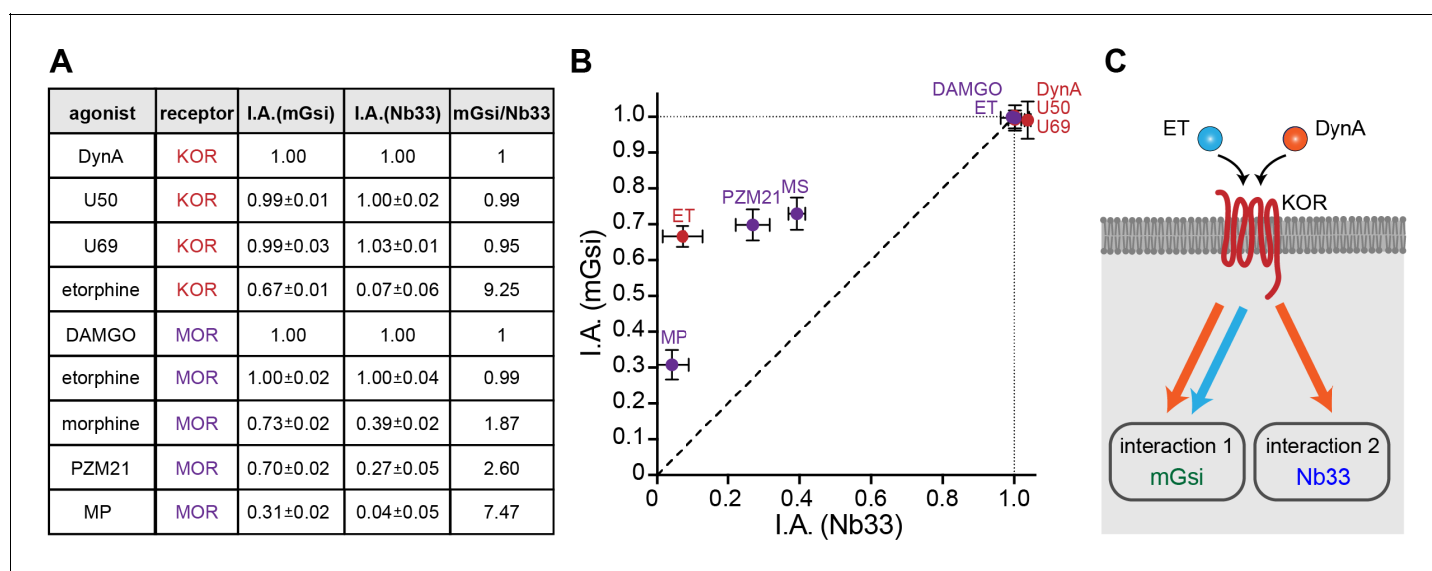 A
agonist receptor I.A.(mGsi) I.A.(Nb33) mGsi/Nb33
DynA KOR 1.00 1.00 1
U50 KOR 0.99±0.01 1.00±0.02 0.99
U69 KOR 0.99±0.03 1.03±0.01 0.95
etorphine KOR 0.67±0.01 0.07±0.06 9.25
DAMGO MOR 1.00 1.00 1
etorphine MOR 1.00±0.02 1.00±0.04 0.99
morphine MOR 0.73±0.02 0.39±0.02 1.87
PZM21 MOR 0.70±0.02 0.27±0.05 2.60
MP MOR 0.31±0.02 0.04±0.05 7.47
B
I.A. (mGsi)
1.0
0.9
0.8
0.7
0.6
0.5
0.4
0.3
0.2
0.1
0
0 0.2 0.4 0.6 0.8 1.0
I.A. (Nb33)
DAMGO
ET
DynA
U50
U69
MS
PZM21
ET
MP
C
ET
DynA
KOR
interaction 1
mGsi
interaction 2
Nb33